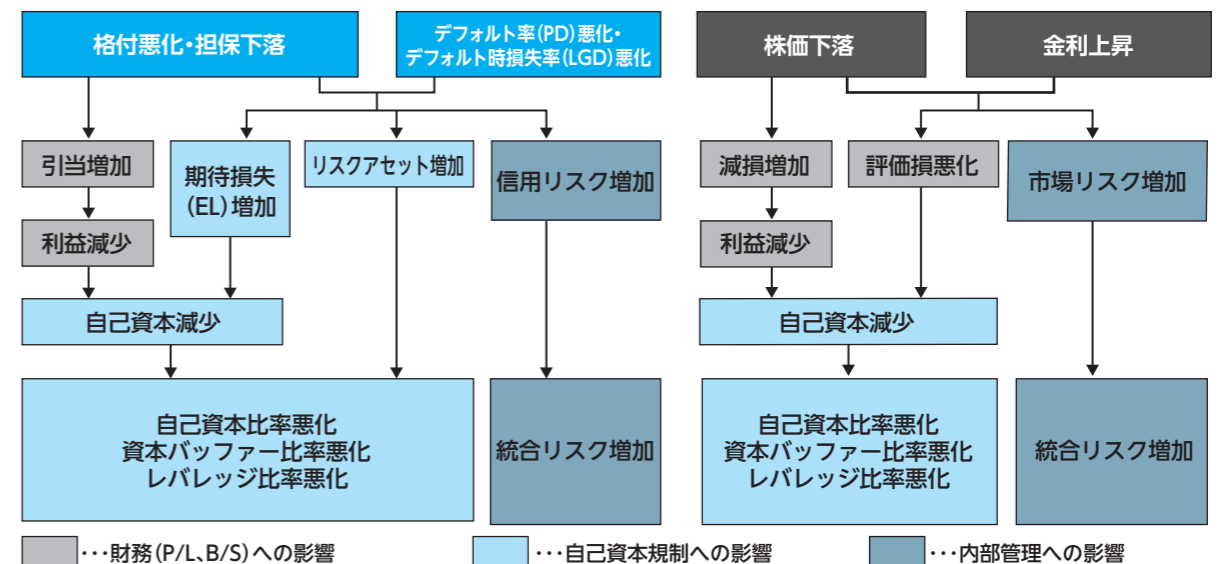 格付悪化・担保下落
デフォルト率(PD)悪化・
デフォルト時損失率(LGD)悪化
株価下落
金利上昇
引当増加
期待損失
(EL)増加
リスクアセット増加
信用リスク増加
減損増加
評価損悪化
市場リスク増加
利益減少
利益減少
自己資本減少
自己資本減少
自己資本比率悪化
資本バッファー比率悪化
レバレッジ比率悪化
統合リスク増加
自己資本比率悪化
資本バッファー比率悪化
レバレッジ比率悪化
統合リスク増加
・・・財務(P/L、B/S)への影響
・・・自己資本規制への影響
・・・内部管理への影響